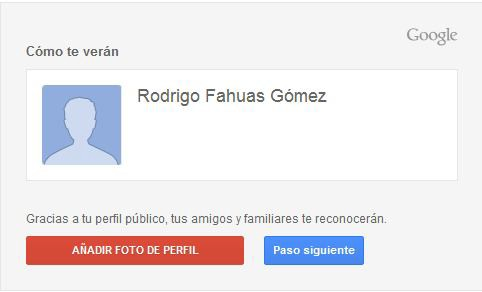 Google
Cómo te verán
Rodrigo Fahuas Gómez
Gracias a tu perfil público, tus amigos y familiares te reconocerán.
AÑADIR FOTO DE PERFIL
Paso siguiente